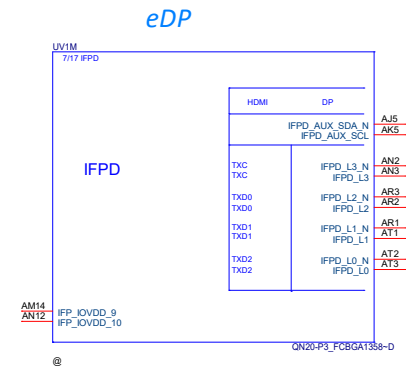 eDP
UV1M
7/17 IFPD
HDMI DP
IFPD_AUX_SDA_N AJ5
IFPD_AUX_SCL AK5
IFPD
TXC IFPD_L3_N AN2
TXC IFPD_L3 AN3
TXD0 IFPD_L2_N AR3
TXD0 IFPD_L2 AR2
TXD1 IFPD_L1_N AR1
TXD1 IFPD_L1 AT1
TXD2 IFPD_L0_N AT2
TXD2 IFPD_L0 AT3
AM14 IFP_IOVDD_9
AN12 IFP_IOVDD_10
QN20-P3_FCBGA1358~D
@